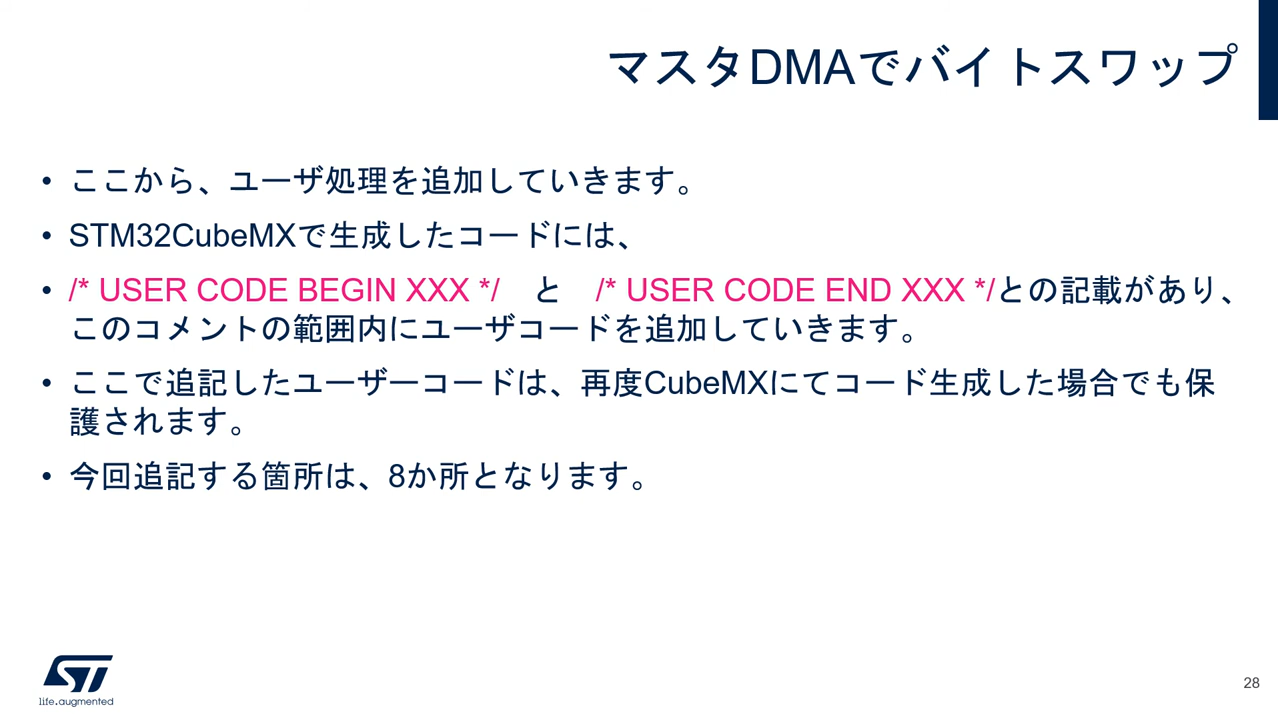 マスタDMAでバイトスワップ
• ここから、ユーザ処理を追加していきます。
• STM32CubeMXで生成したコードには、
• /* USER CODE BEGIN XXX */　と　/* USER CODE END XXX */との記載があり、
このコメントの範囲内にユーザコードを追加していきます。
• ここで追記したユーザーコードは、再度CubeMXにてコード生成した場合でも保
護されます。
• 今回追記する箇所は、8か所となります。
ST
life.augmented
28